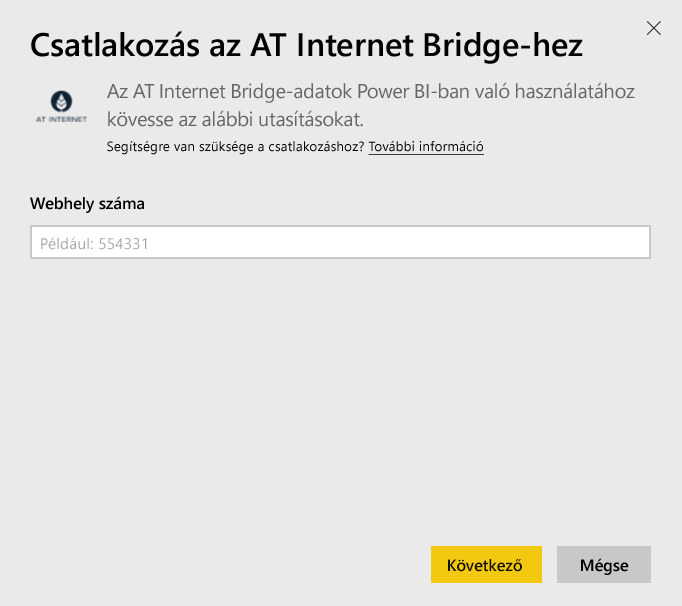 Csatlakozás az AT Internet Bridge-hez
AT INTERNET
Az AT Internet Bridge-adatok Power BI-ban való használatához
kövesse az alábbi utasításokat.
Segítségre van szüksége a csatlakozáshoz? További információ
Webhely száma
Például: 554331
Következő
Mégse